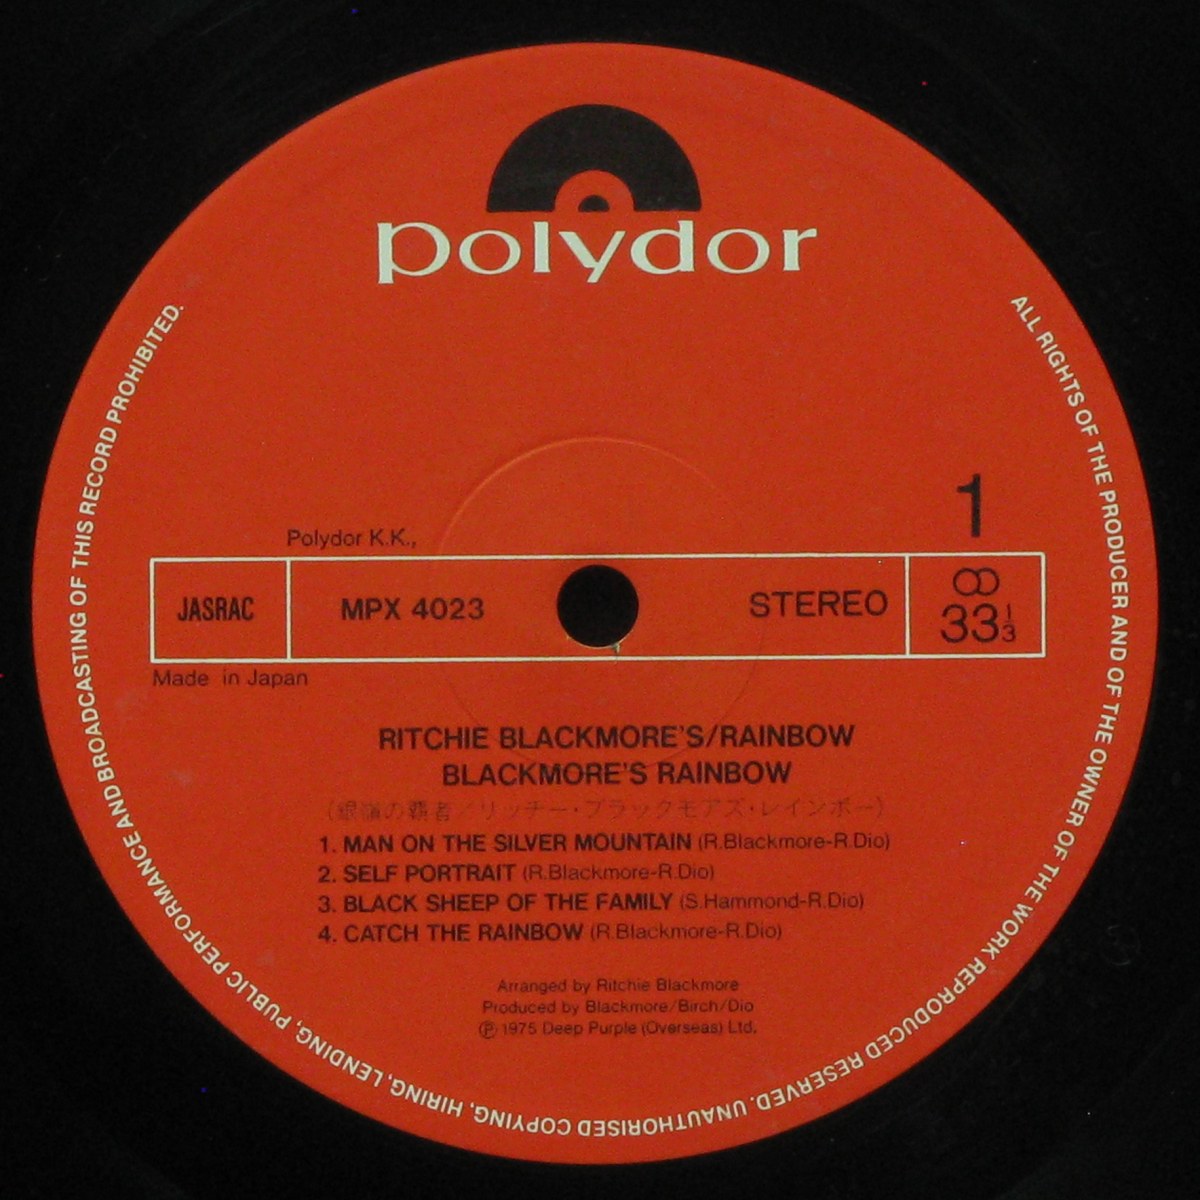 polydor
ALL RIGHTS OF THE PRODUCER AND OF THE OWNER OF THE WORK REPRODUCED RESERVED. UNAUTHORISED COPYING, HIRING, LENDING, PUBLIC PERFORMANCE AND BROADCASTING OF THIS RECORD PROHIBITED.
1
Polydor K.K.,
JASRAC MPX 4023 STEREO ∞ 33⅓
Made in Japan
RITCHIE BLACKMORE'S/RAINBOW
BLACKMORE'S RAINBOW
(銀嶺の覇者/リッチー・ブラックモアズ・レインボー)
1. MAN ON THE SILVER MOUNTAIN (R.Blackmore-R.Dio)
2. SELF PORTRAIT (R.Blackmore-R.Dio)
3. BLACK SHEEP OF THE FAMILY (S.Hammond-R.Dio)
4. CATCH THE RAINBOW (R.Blackmore-R.Dio)
Arranged by Ritchie Blackmore
Produced by Blackmore/Birch/Dio
Ⓟ 1975 Deep Purple (Overseas) Ltd.